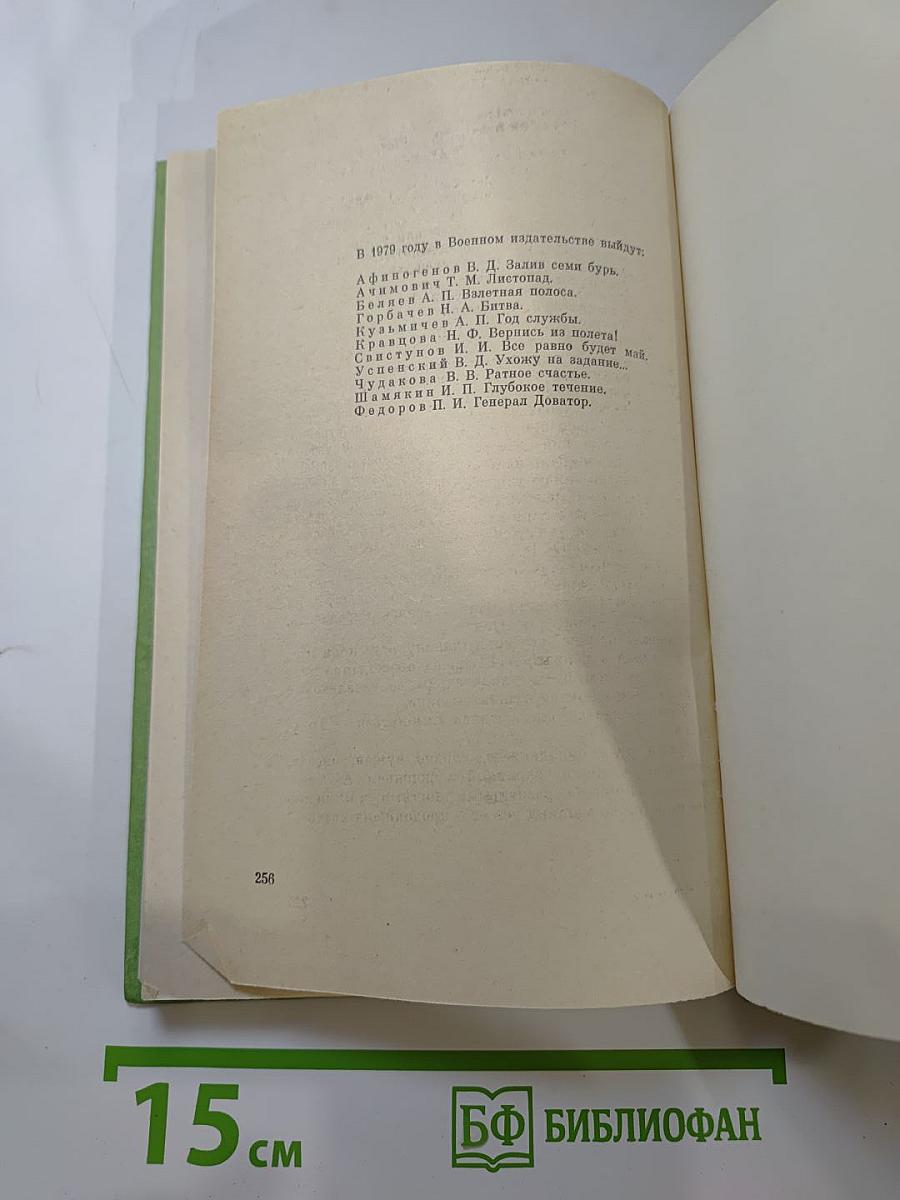 В 1979 году в Военном издательстве выйдут:
Афиногенов В. Д. Залив семи бурь.
Ачимович Т. М. Листопад.
Беляев А. П. Взлетная полоса.
Горбачев Н. А. Битва.
Кузьмичев А. П. Год службы.
Кравцова Н. Ф. Вернись из полета!
Свистунов И. И. Все равно будет май.
Успенский В. Д. Ухожу на задание...
Чудакова В. В. Ратное счастье.
Шамякин И. П. Глубокое течение.
Федоров П. И. Генерал Доватор.
256
15 см
БФ БИБЛИОФАН